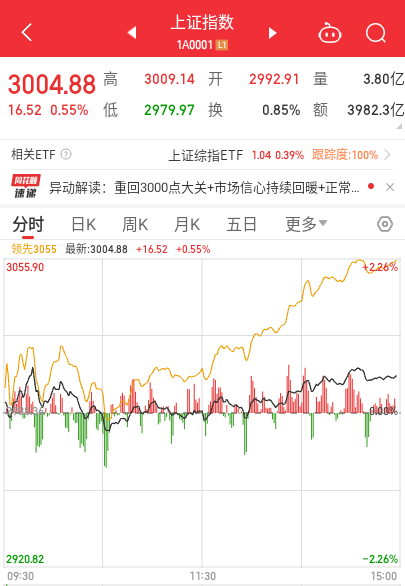 上证指数
1A0001 L1
3004.88 高 3009.14 开 2992.91 量 3.80亿
16.52 0.55% 低 2979.97 换 0.85% 额 3982.3亿
相关ETF ? 上证综指ETF 1.04 0.39% 跟踪度:100%
同花顺
速递 异动解读：重回3000点大关+市场信心持续回暖+正常...
分时 日K 周K 月K 五日 更多
领先3055 最新:3004.88 +16.52 +0.55%
3055.90 +2.26%
0.00%
2920.82 -2.26%
09:30 11:30 15:00